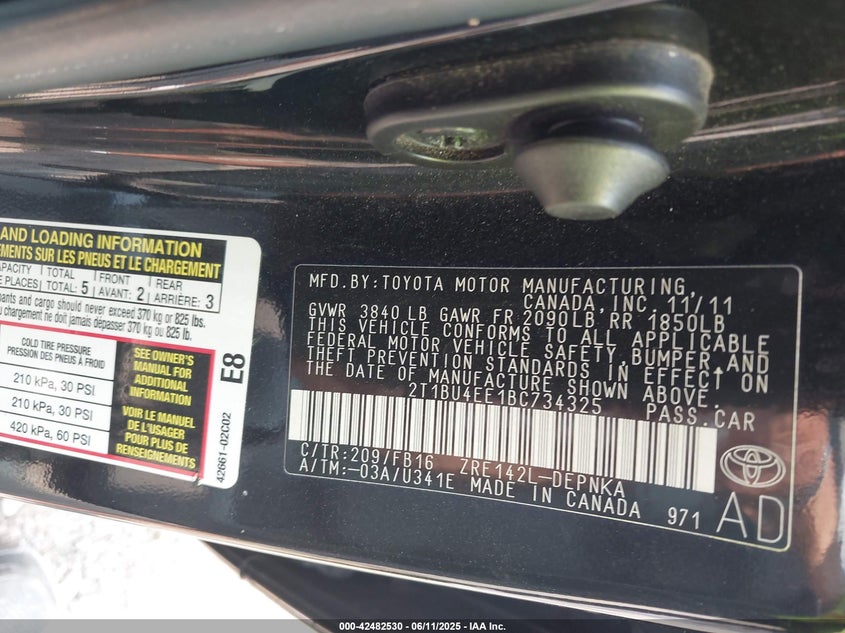 AND LOADING INFORMATION
EMENTS SUR LES PNEUS ET LE CHARGEMENT
TOTAL FRONT REAR
PLACES) TOTAL: 5 AVANT: 2 ARRIÈRE: 3
and cargo should never exceed 370 kg or 825 lbs.
chargement ne doit jamais dépasser 370 kg ou 825 lb.
COLD TIRE PRESSURE
PRESSION DES PNEUS À FROID
210 kPa, 30 PSI
210 kPa, 30 PSI
420 kPa, 60 PSI
SEE OWNER'S
MANUAL FOR
ADDITIONAL
INFORMATION
VOIR LE MANUEL
DE L'USAGER
POUR PLUS DE
RENSEIGNEMENTS
E8
42661-02C02
MFD.BY:TOYOTA MOTOR MANUFACTURING
CANADA,INC. 11/11
GVWR 3840 LB GAWR FR 2090LB RR 1850LB
THIS VEHICLE CONFORMS TO ALL APPLICABLE
FEDERAL MOTOR VEHICLE SAFETY,BUMPER,AND
THEFT PREVENTION STANDARDS IN EFFECT ON
THE DATE OF MANUFACTURE SHOWN ABOVE.
2T1BU4EE1BC734325 PASS.CAR
C/TR:209/FB16 ZRE142L-DEPNKA
A/TM:-03A/U341E MADE IN CANADA 971
AD
000-42482530 - 06/11/2025 - IAA Inc.